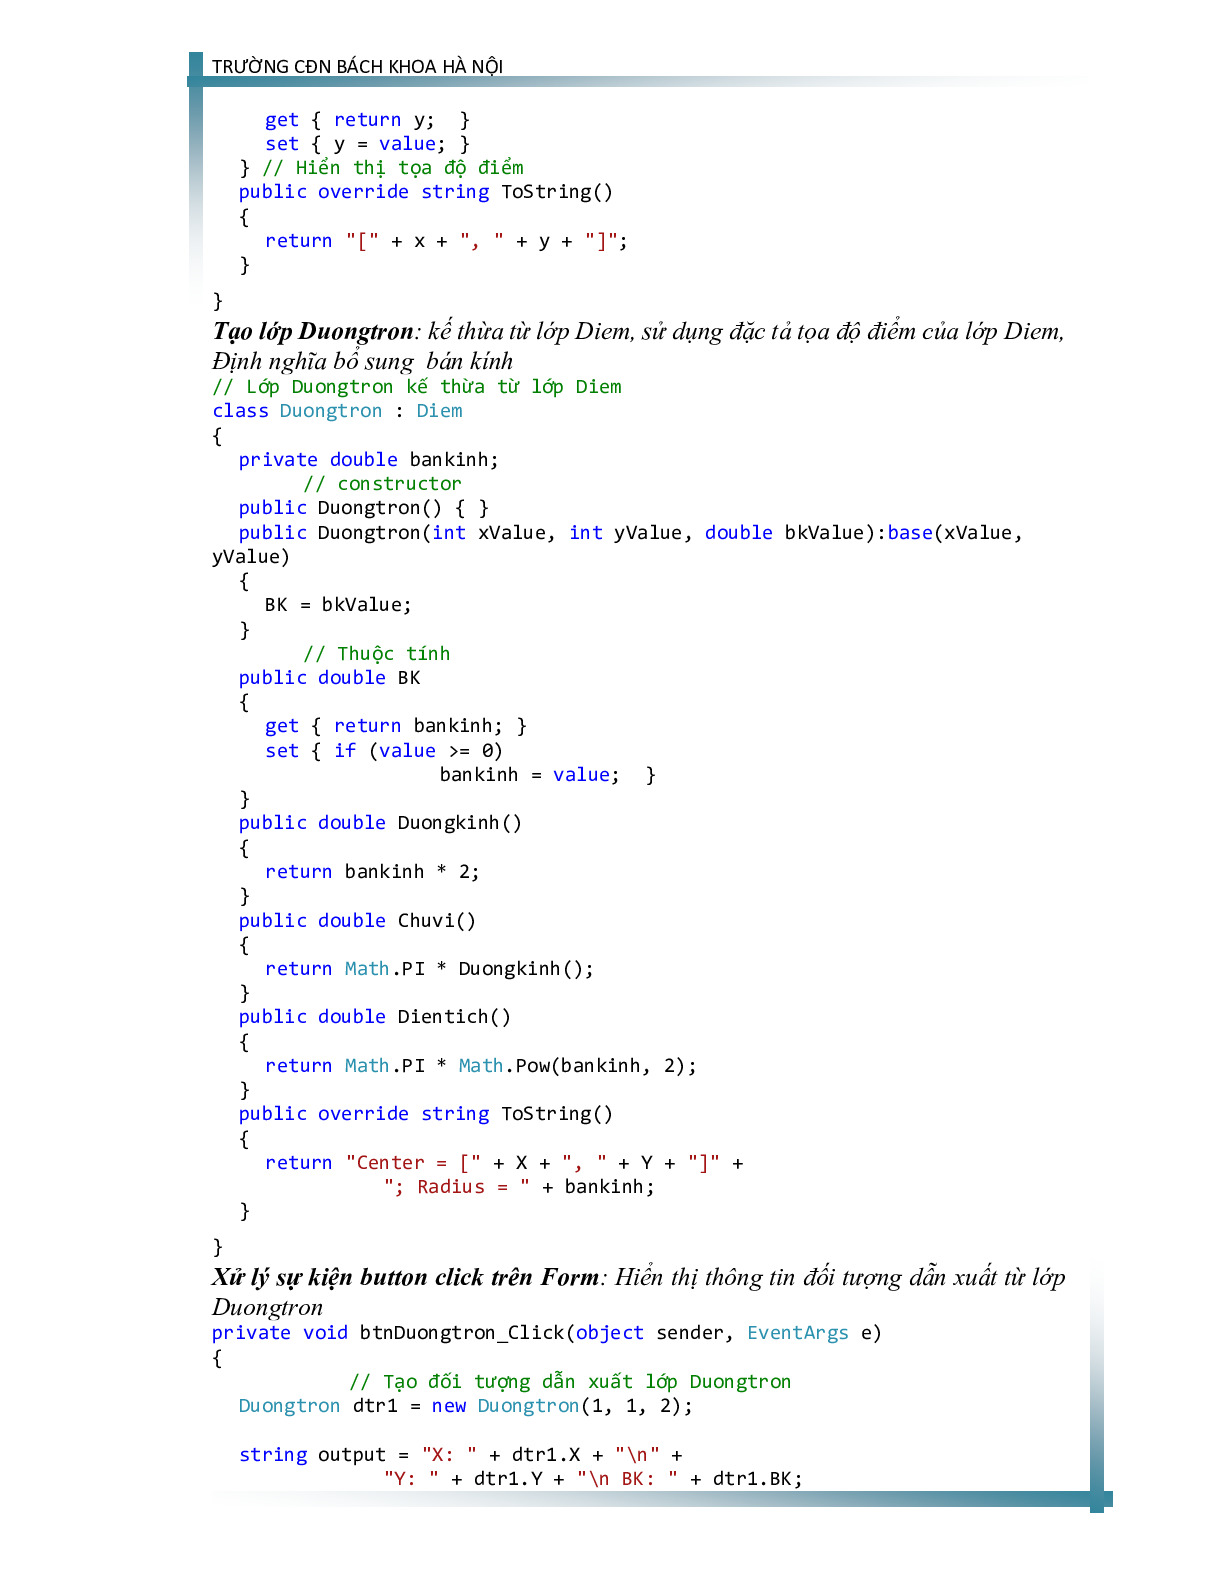 TRƯỜNG CĐN BÁCH KHOA HÀ NỘI
get { return y;  }
set { y = value; }
} // Hiển thị tọa độ điểm
public override string ToString()
{
return "[" + x + ", " + y + "]";
}
}
Tạo lớp Duongtron: kế thừa từ lớp Diem, sử dụng đặc tả tọa độ điểm của lớp Diem,
Định nghĩa bổ sung  bán kính
// Lớp Duongtron kế thừa từ lớp Diem
class Duongtron : Diem
{
private double bankinh;
// constructor
public Duongtron() { }
public Duongtron(int xValue, int yValue, double bkValue):base(xValue,
yValue)
{
BK = bkValue;
}
// Thuộc tính
public double BK
{
get { return bankinh; }
set { if (value >= 0)
bankinh = value;  }
}
public double Duongkinh()
{
return bankinh * 2;
}
public double Chuvi()
{
return Math.PI * Duongkinh();
}
public double Dientich()
{
return Math.PI * Math.Pow(bankinh, 2);
}
public override string ToString()
{
return "Center = [" + X + ", " + Y + "]" +
"; Radius = " + bankinh;
}
}
Xử lý sự kiện button click trên Form: Hiển thị thông tin đối tượng dẫn xuất từ lớp
Duongtron
private void btnDuongtron_Click(object sender, EventArgs e)
{
// Tạo đối tượng dẫn xuất lớp Duongtron
Duongtron dtr1 = new Duongtron(1, 1, 2);
string output = "X: " + dtr1.X + "\n" +
"Y: " + dtr1.Y + "\n BK: " + dtr1.BK;